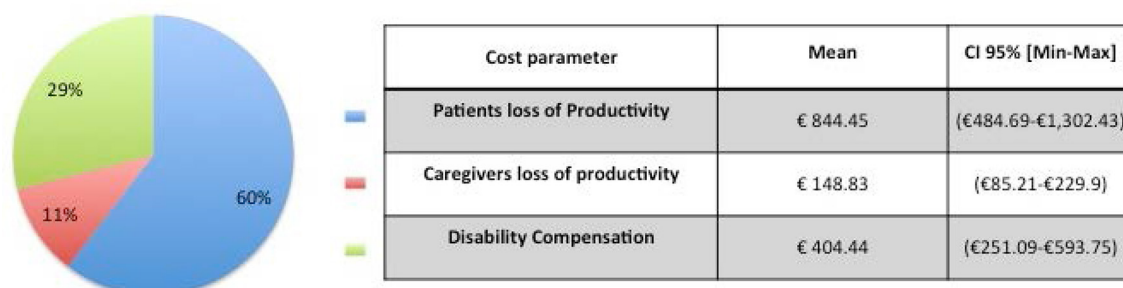 29%
11%
60%
Cost parameter Mean CI 95% [Min-Max]
Patients loss of Productivity € 844.45 (€484.69-€1,302.43)
Caregivers loss of productivity € 148.83 (€85.21-€229.9)
Disability Compensation € 404.44 (€251.09-€593.75)